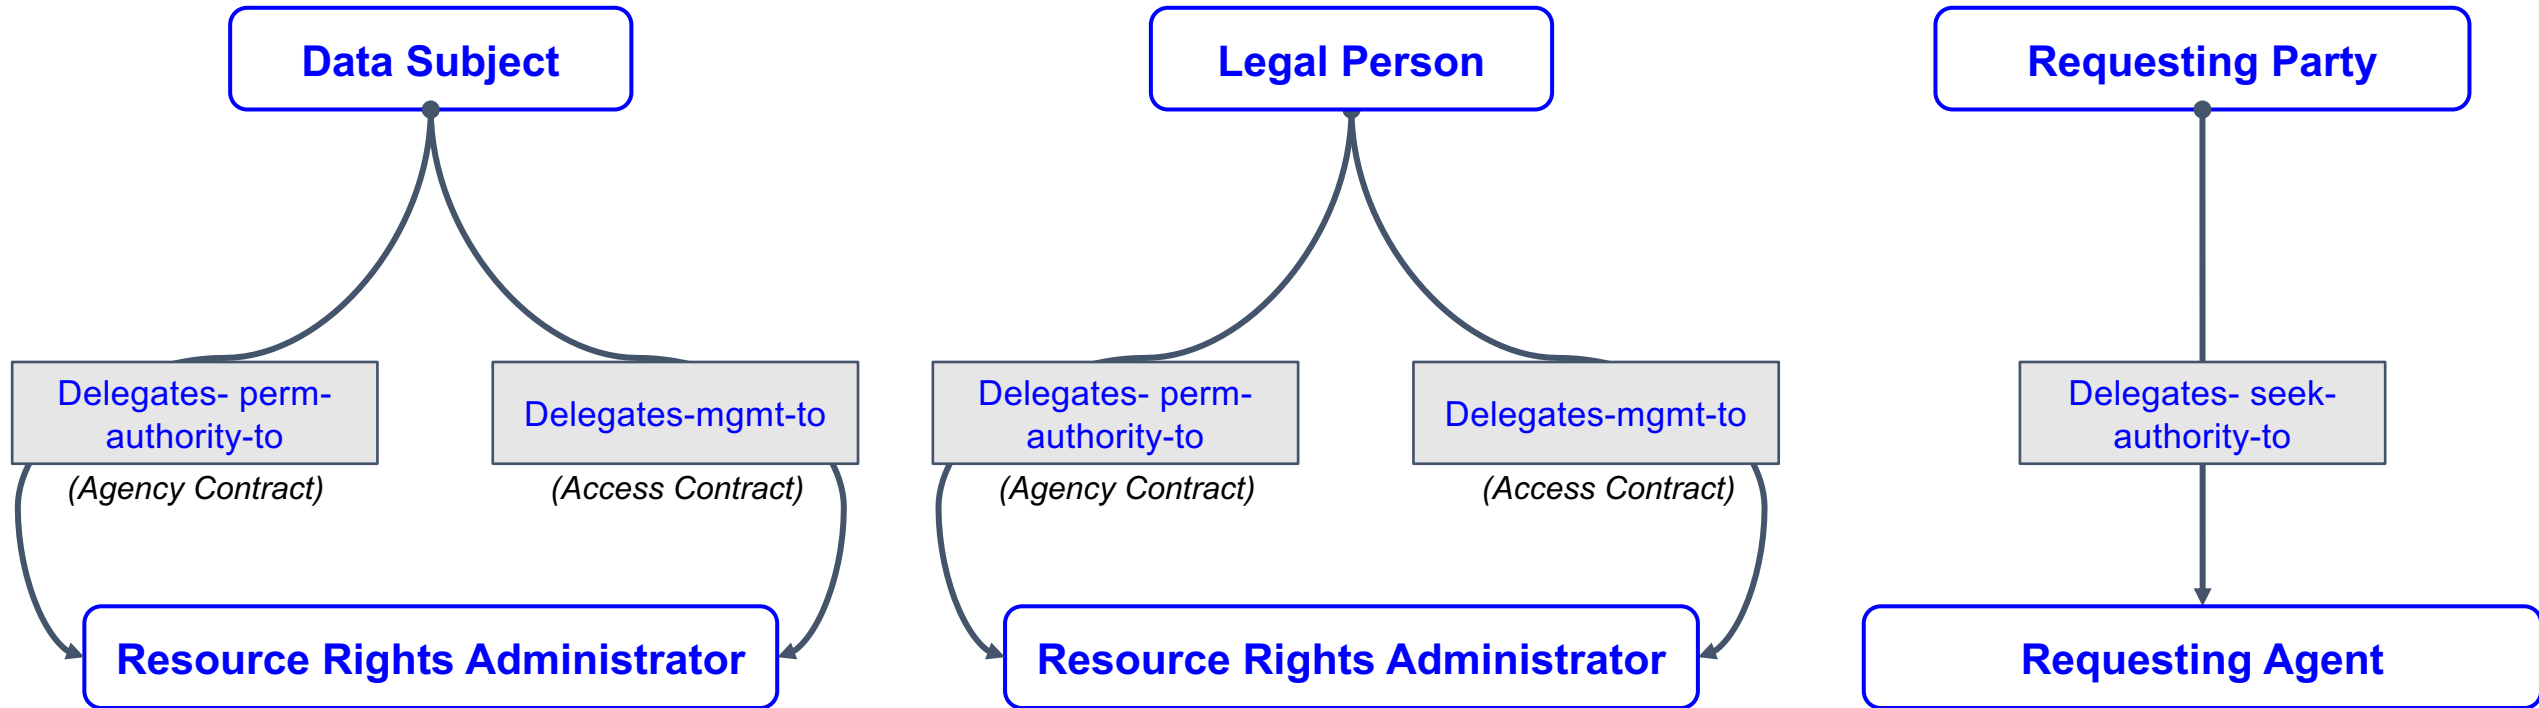 Data Subject
Legal Person
Requesting Party
Delegates- perm-
authority-to
Delegates-mgmt-to
Delegates- perm-
authority-to
Delegates-mgmt-to
Delegates- seek-
authority-to
(Agency Contract)
(Access Contract)
(Agency Contract)
(Access Contract)
Resource Rights Administrator
Resource Rights Administrator
Requesting Agent